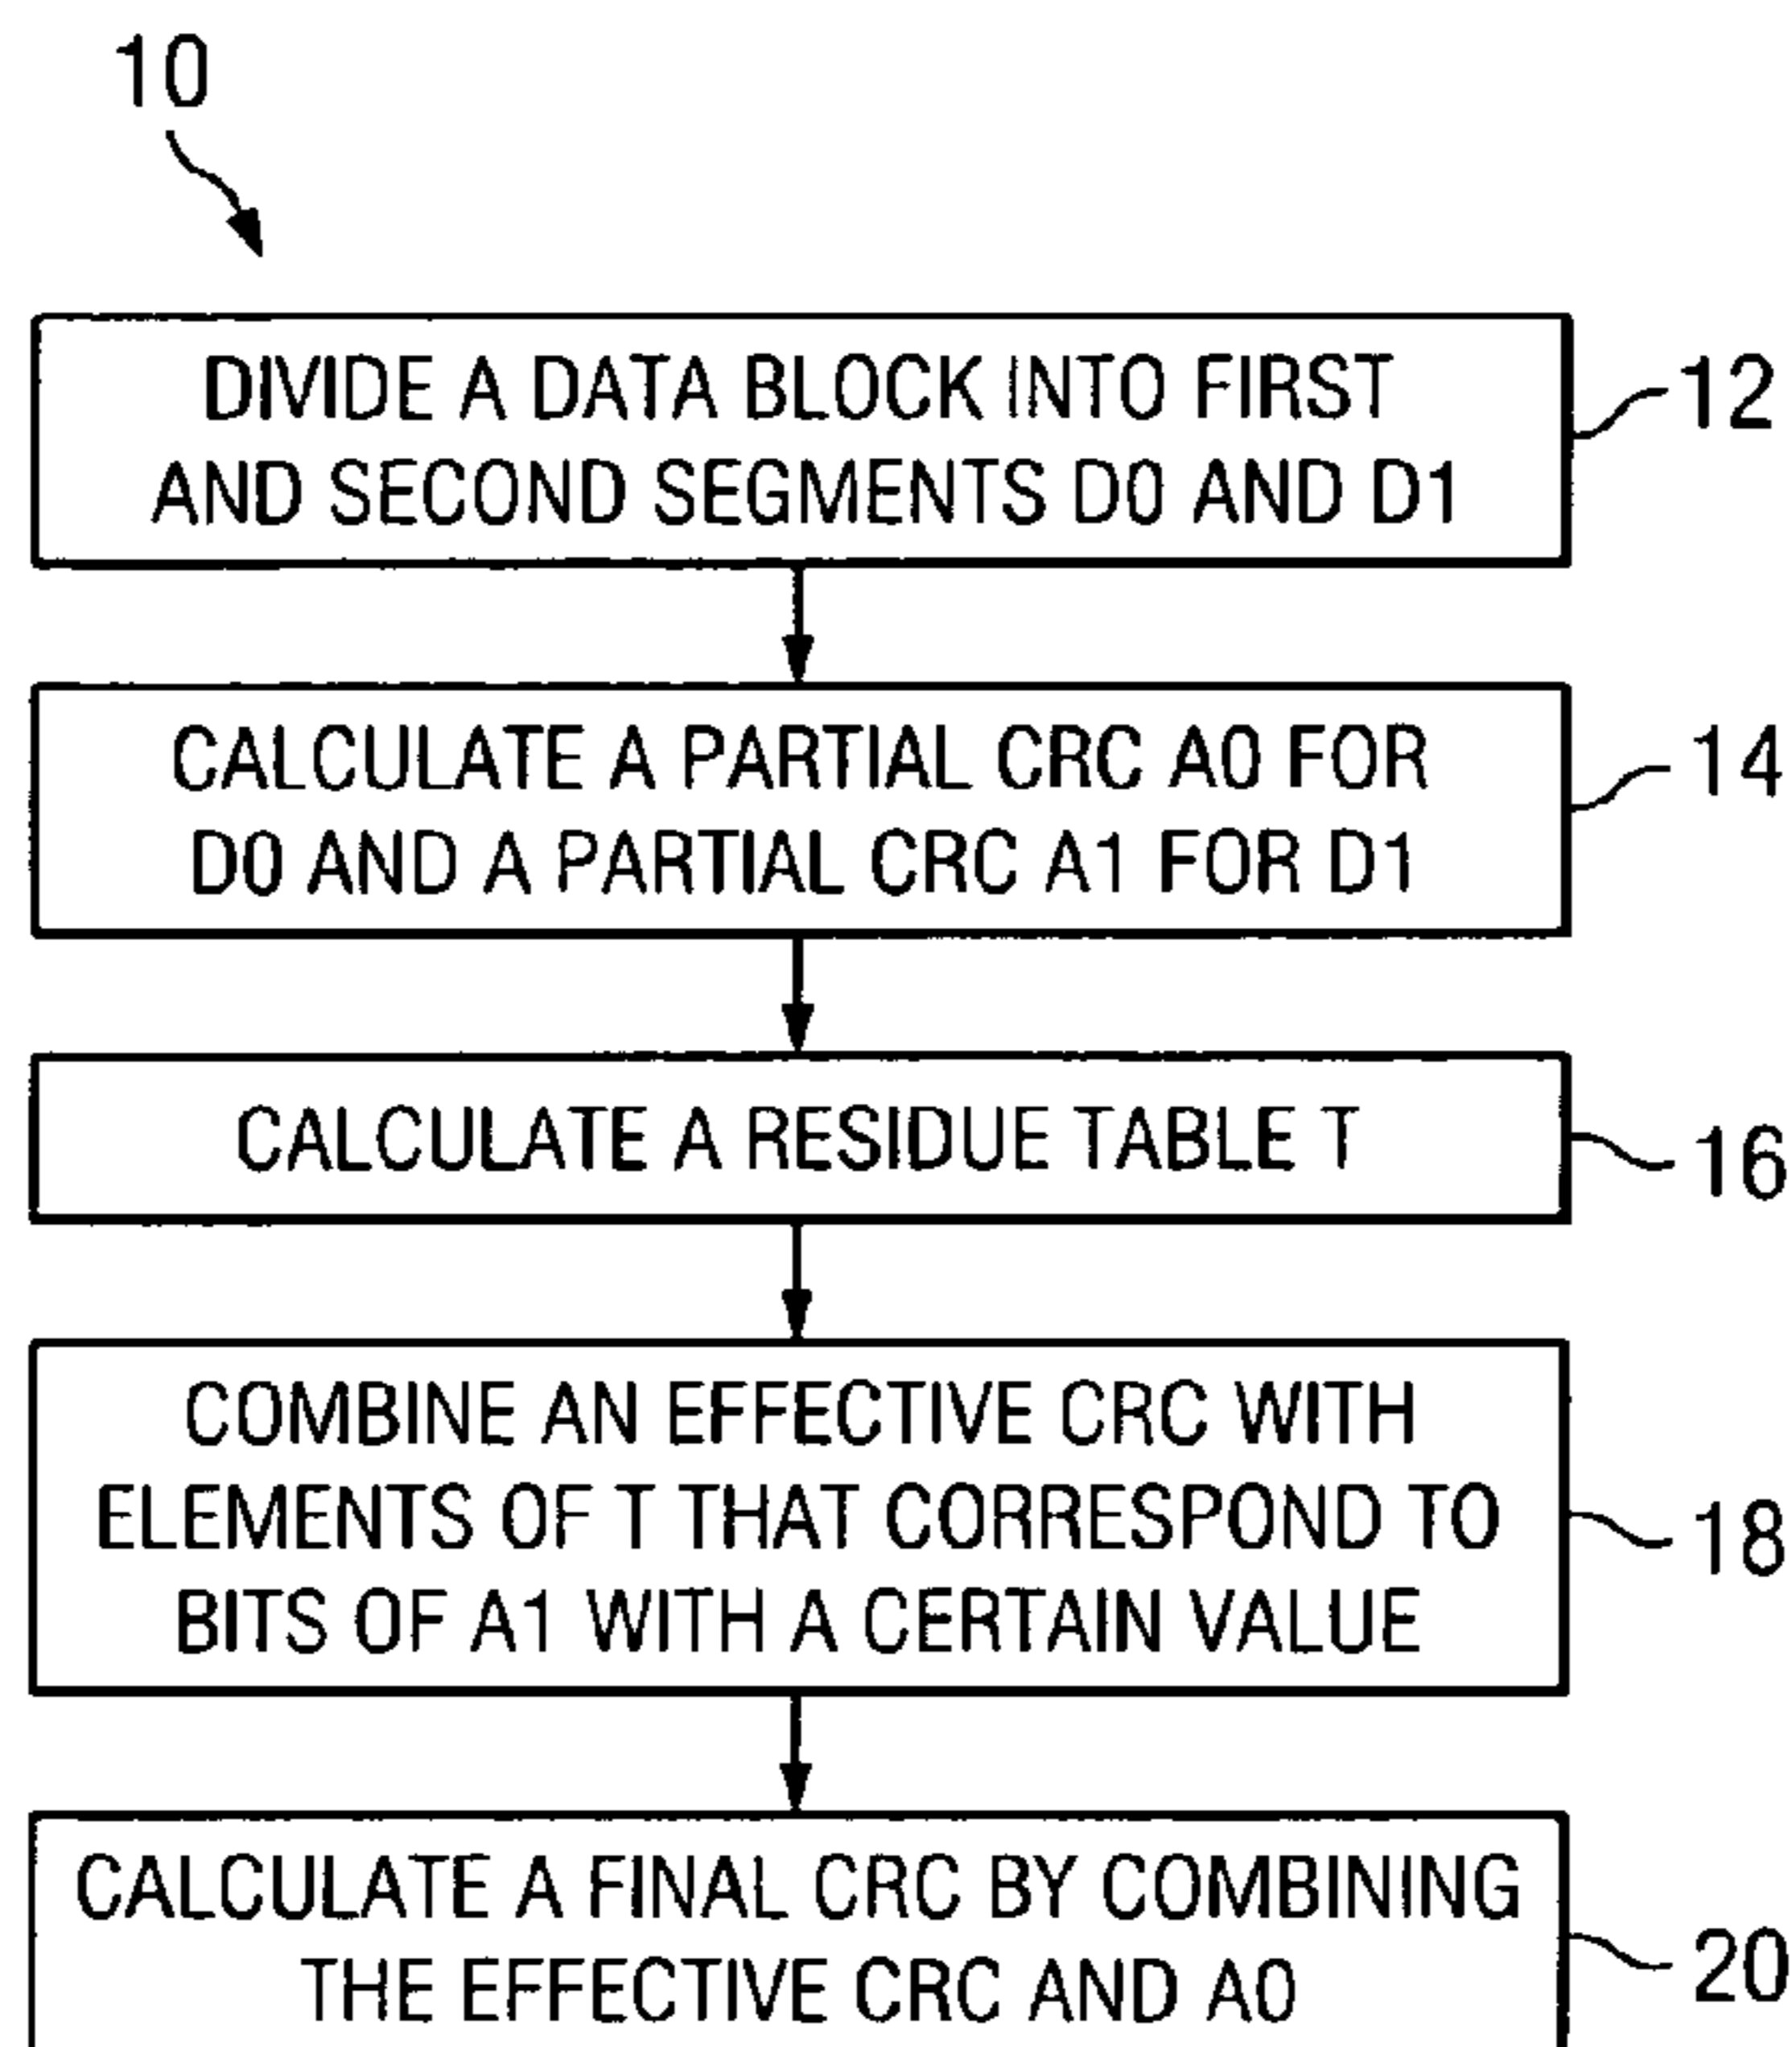 10
DIVIDE A DATA BLOCK INTO FIRST
AND SECOND SEGMENTS D0 AND D1
12
CALCULATE A PARTIAL CRC A0 FOR
D0 AND A PARTIAL CRC A1 FOR D1
14
CALCULATE A RESIDUE TABLE T
16
COMBINE AN EFFECTIVE CRC WITH
ELEMENTS OF T THAT CORRESPOND TO
BITS OF A1 WITH A CERTAIN VALUE
18
CALCULATE A FINAL CRC BY COMBINING
THE EFFECTIVE CRC AND A0
20